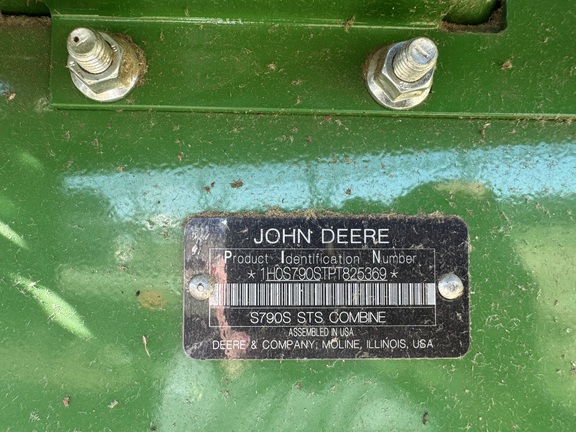 JOHN DEERE
Product Identification Number
*1H0S790STPT825369*
S790S STS COMBINE
ASSEMBLED IN USA
DEERE & COMPANY, MOLINE, ILLINOIS, USA